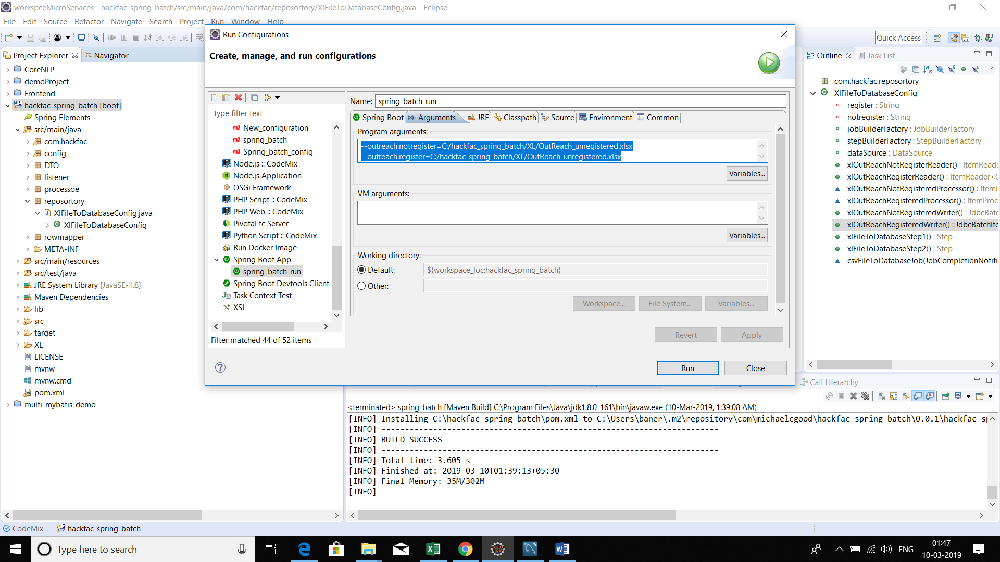 workspceMicroServices - hackfac_spring_batch/src/main/java/com/hackfac/reposortory/XlFileToDatabaseConfig.java - Eclipse
File Edit Source Refactor Navigate Search Project Run Window Help
Quick Access
Project Explorer
Navigator
CoreNLP
demoProject
Frontend
hackfac_spring_batch [boot]
Spring Elements
src/main/java
com.hackfac
config
DTO
listener
processoe
reposortory
XlFileToDatabaseConfig.java
XlFileToDatabaseConfig
rowmapper
META-INF
src/main/resources
src/test/java
JRE System Library [JavaSE-1.8]
Maven Dependencies
lib
src
target
XL
LICENSE
mvnw
mvnw.cmd
pom.xml
multi-mybatis-demo
Run Configurations
Create, manage, and run configurations
type filter text
New_configuration
spring_batch
Spring_batch_config
Node.js :: CodeMix
Node.js Application
OSGi Framework
PHP Script :: CodeMix
PHP Web :: CodeMix
Pivotal tc Server
Python Script :: CodeMix
Run Docker Image
Spring Boot App
spring_batch_run
Spring Boot Devtools Client
Task Context Test
XSL
Filter matched 44 of 52 items
Name: spring_batch_run
Spring Boot (x)= Arguments JRE Classpath Source Environment Common
Program arguments:
--outreach.notregister=C:/hackfac_spring_batch/XL/OutReach_unregistered.xlsx
--outreach.register=C:/hackfac_spring_batch/XL/OutReach_unregistered.xlsx
Variables...
VM arguments:
Variables...
Working directory:
Default: ${workspace_loc:hackfac_spring_batch}
Other:
Workspace... File System... Variables...
Revert Apply
Run Close
Outline
Task List
com.hackfac.reposortory
XlFileToDatabaseConfig
register : String
notregister : String
jobBuilderFactory : JobBuilderFactory
stepBuilderFactory : StepBuilderFactory
dataSource : DataSource
xlOutReachNotRegisterReader() : ItemReade
xlOutReachRegisterReader() : ItemReader<C
xlOutReachNotRegisteredProcessor() : ItemF
xlOutReachRegisteredProcessor() : ItemProc
xlOutReachNotRegisteredWriter() : JdbcBatc
xlOutReachRegisteredWriter() : JdbcBatchIte
xlFileToDatabaseStep1() : Step
xlFileToDatabaseStep2() : Step
csvFileToDatabaseJob(JobCompletionNotifi
Call Hierarchy
<terminated> spring_batch [Maven Build] C:\Program Files\Java\jdk1.8.0_161\bin\javaw.exe (10-Mar-2019, 1:39:08 AM)
[INFO] Installing C:\hackfac_spring_batch\pom.xml to C:\Users\baner\.m2\repository\com\michaelcgood\hackfac_spring_batch\0.0.1\hackfac_sp
[INFO] ------------------------------------------------------------------------
[INFO] BUILD SUCCESS
[INFO] ------------------------------------------------------------------------
[INFO] Total time: 3.605 s
[INFO] Finished at: 2019-03-10T01:39:13+05:30
[INFO] Final Memory: 35M/302M
[INFO] ------------------------------------------------------------------------
CodeMix
hackfac_spring_batch
Type here to search
ENG
01:47
10-03-2019